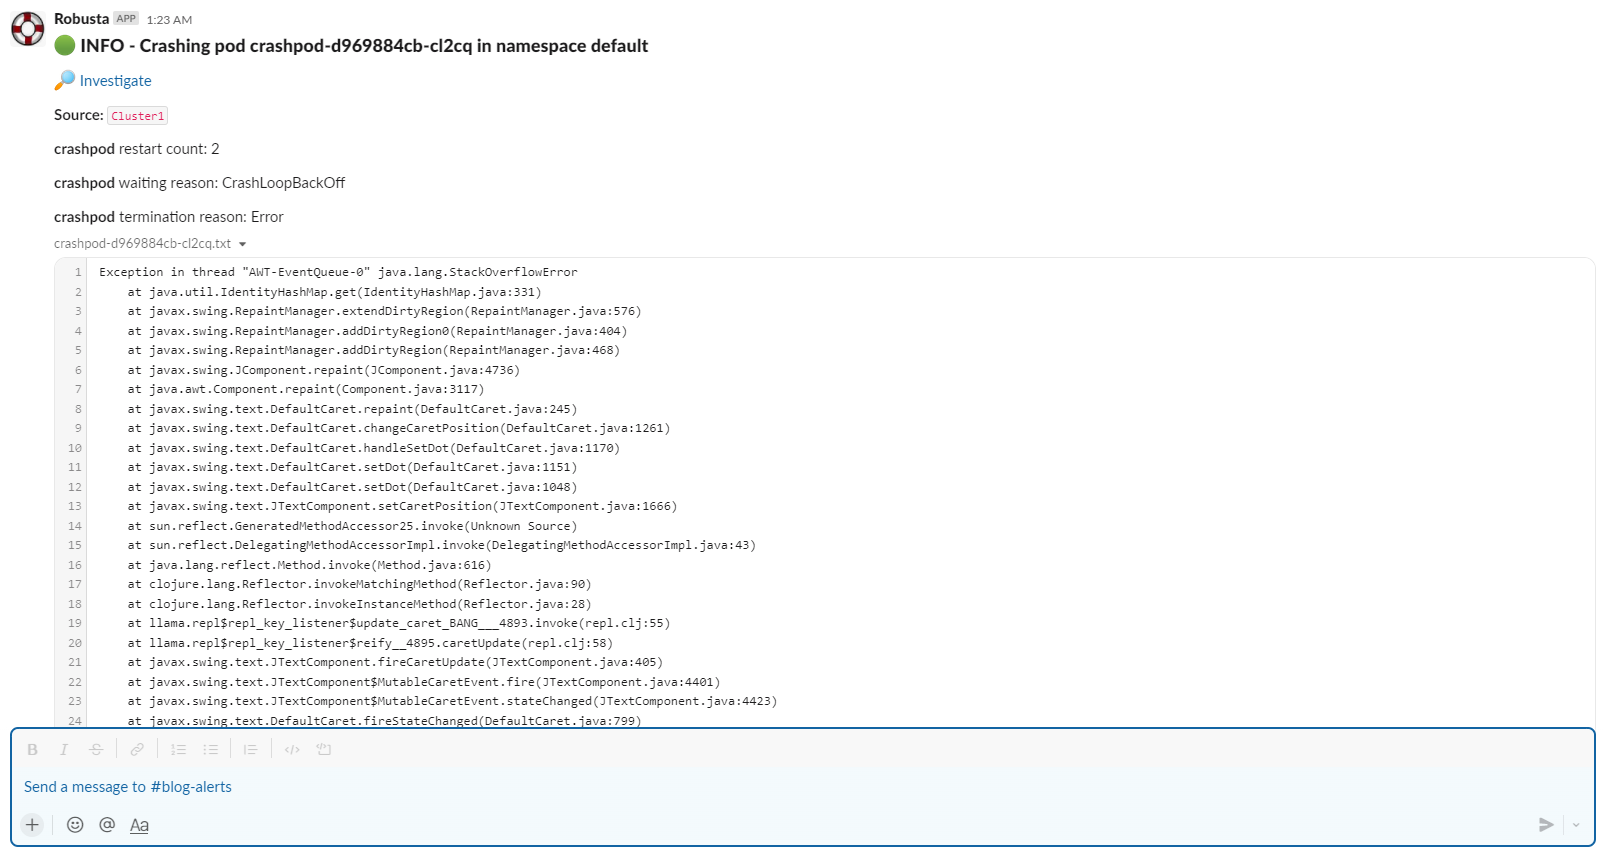 Robusta APP 1:23 AM
INFO - Crashing pod crashpod-d969884cb-cl2cq in namespace default
Investigate
Source: Cluster1
crashpod restart count: 2
crashpod waiting reason: CrashLoopBackOff
crashpod termination reason: Error
crashpod-d969884cb-cl2cq.txt
1 Exception in thread "AWT-EventQueue-0" java.lang.StackOverflowError
2 at java.util.IdentityHashMap.get(IdentityHashMap.java:331)
3 at javax.swing.RepaintManager.extendDirtyRegion(RepaintManager.java:576)
4 at javax.swing.RepaintManager.addDirtyRegion0(RepaintManager.java:404)
5 at javax.swing.RepaintManager.addDirtyRegion(RepaintManager.java:468)
6 at javax.swing.JComponent.repaint(JComponent.java:4736)
7 at java.awt.Component.repaint(Component.java:3117)
8 at javax.swing.text.DefaultCaret.repaint(DefaultCaret.java:245)
9 at javax.swing.text.DefaultCaret.changeCaretPosition(DefaultCaret.java:1261)
10 at javax.swing.text.DefaultCaret.handleSetDot(DefaultCaret.java:1170)
11 at javax.swing.text.DefaultCaret.setDot(DefaultCaret.java:1151)
12 at javax.swing.text.DefaultCaret.setDot(DefaultCaret.java:1048)
13 at javax.swing.text.JTextComponent.setCaretPosition(JTextComponent.java:1666)
14 at sun.reflect.GeneratedMethodAccessor25.invoke(Unknown Source)
15 at sun.reflect.DelegatingMethodAccessorImpl.invoke(DelegatingMethodAccessorImpl.java:43)
16 at java.lang.reflect.Method.invoke(Method.java:616)
17 at clojure.lang.Reflector.invokeMatchingMethod(Reflector.java:90)
18 at clojure.lang.Reflector.invokeInstanceMethod(Reflector.java:28)
19 at llama.repl$repl_key_listener$update_caret_BANG___4893.invoke(repl.clj:55)
20 at llama.repl$repl_key_listener$reify__4895.caretUpdate(repl.clj:58)
21 at javax.swing.text.JTextComponent.fireCaretUpdate(JTextComponent.java:405)
22 at javax.swing.text.JTextComponent$MutableCaretEvent.fire(JTextComponent.java:4401)
23 at javax.swing.text.JTextComponent$MutableCaretEvent.stateChanged(JTextComponent.java:4423)
24 at javax.swing.text.DefaultCaret.fireStateChanged(DefaultCaret.java:799)
B I S
Send a message to #blog-alerts
Aa